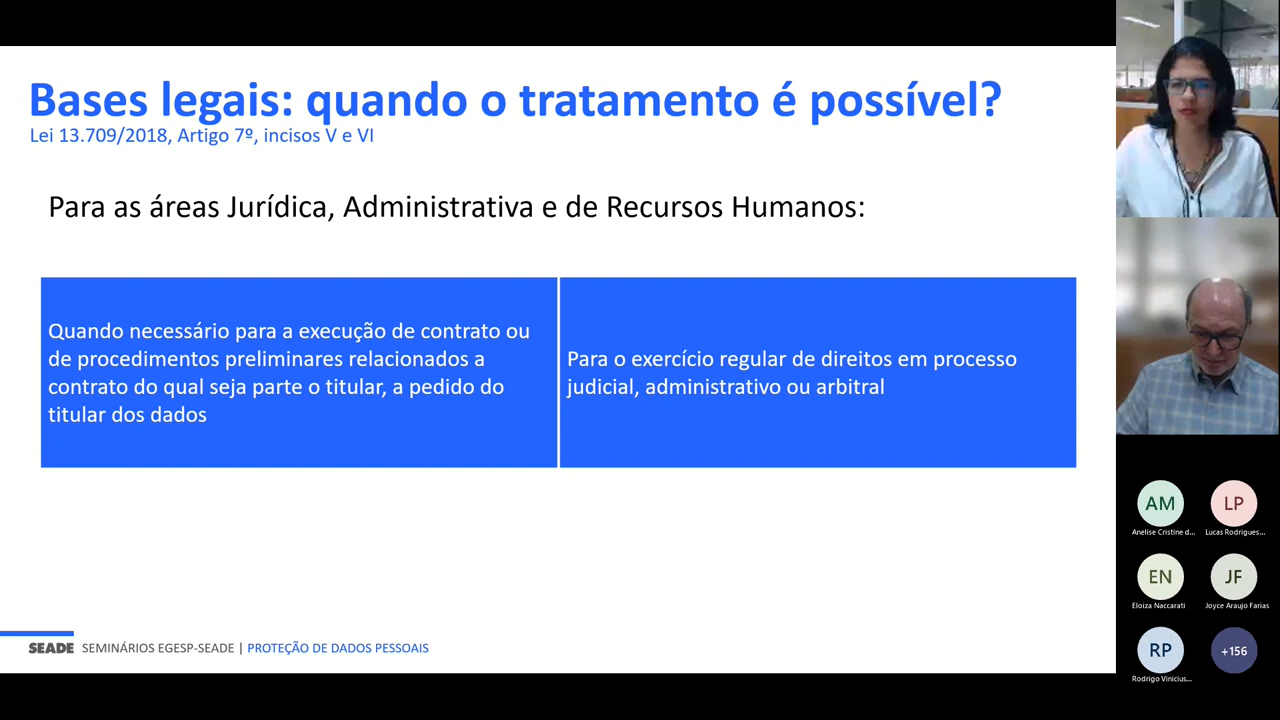 Bases legais: quando o tratamento é possível?
Lei 13.709/2018, Artigo 7º, incisos V e VI
Para as áreas Jurídica, Administrativa e de Recursos Humanos:
Quando necessário para a execução de contrato ou
de procedimentos preliminares relacionados a
contrato do qual seja parte o titular, a pedido do
titular dos dados
Para o exercício regular de direitos em processo
judicial, administrativo ou arbitral
SEADE SEMINÁRIOS EGESP-SEADE | PROTEÇÃO DE DADOS PESSOAIS
AM LP
Anelise Cristine d... Lucas Rodrigues...
EN JF
Eloiza Naccarati Joyce Araujo Farias
RP +156
Rodrigo Vinicius...